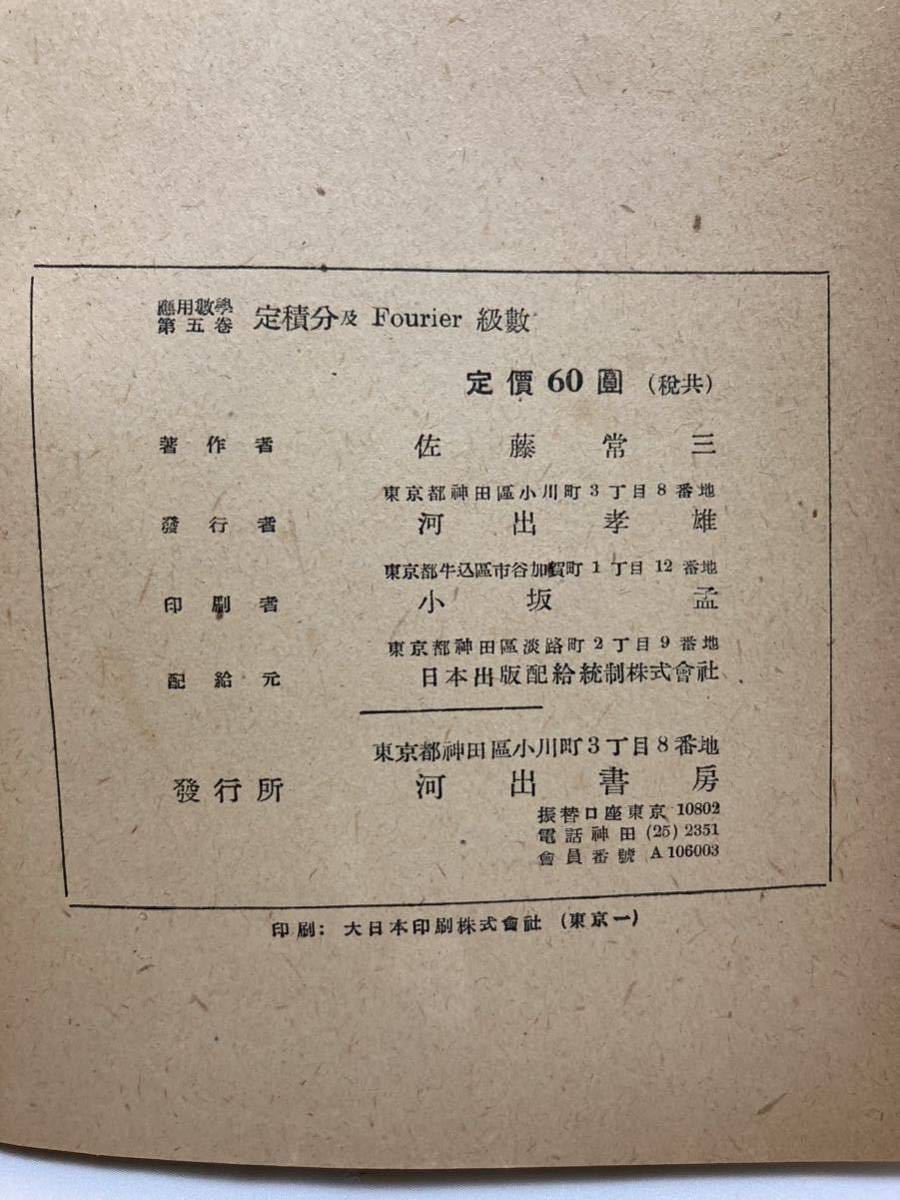 應用數學
第五卷 定積分及 Fourier 級數
定價 60 圓 (稅共)
著作者 佐藤常三
東京都神田區小川町3丁目8番地
發行者 河出孝雄
東京都牛込區市谷加賀町1丁目12番地
印刷者 小坂孟
東京都神田區淡路町2丁目9番地
配給元 日本出版配給統制株式會社
東京都神田區小川町3丁目8番地
發行所 河出書房
振替口座東京 10802
電話神田 (25) 2351
會員番號 A 106003
印刷: 大日本印刷株式會社 (東京一)